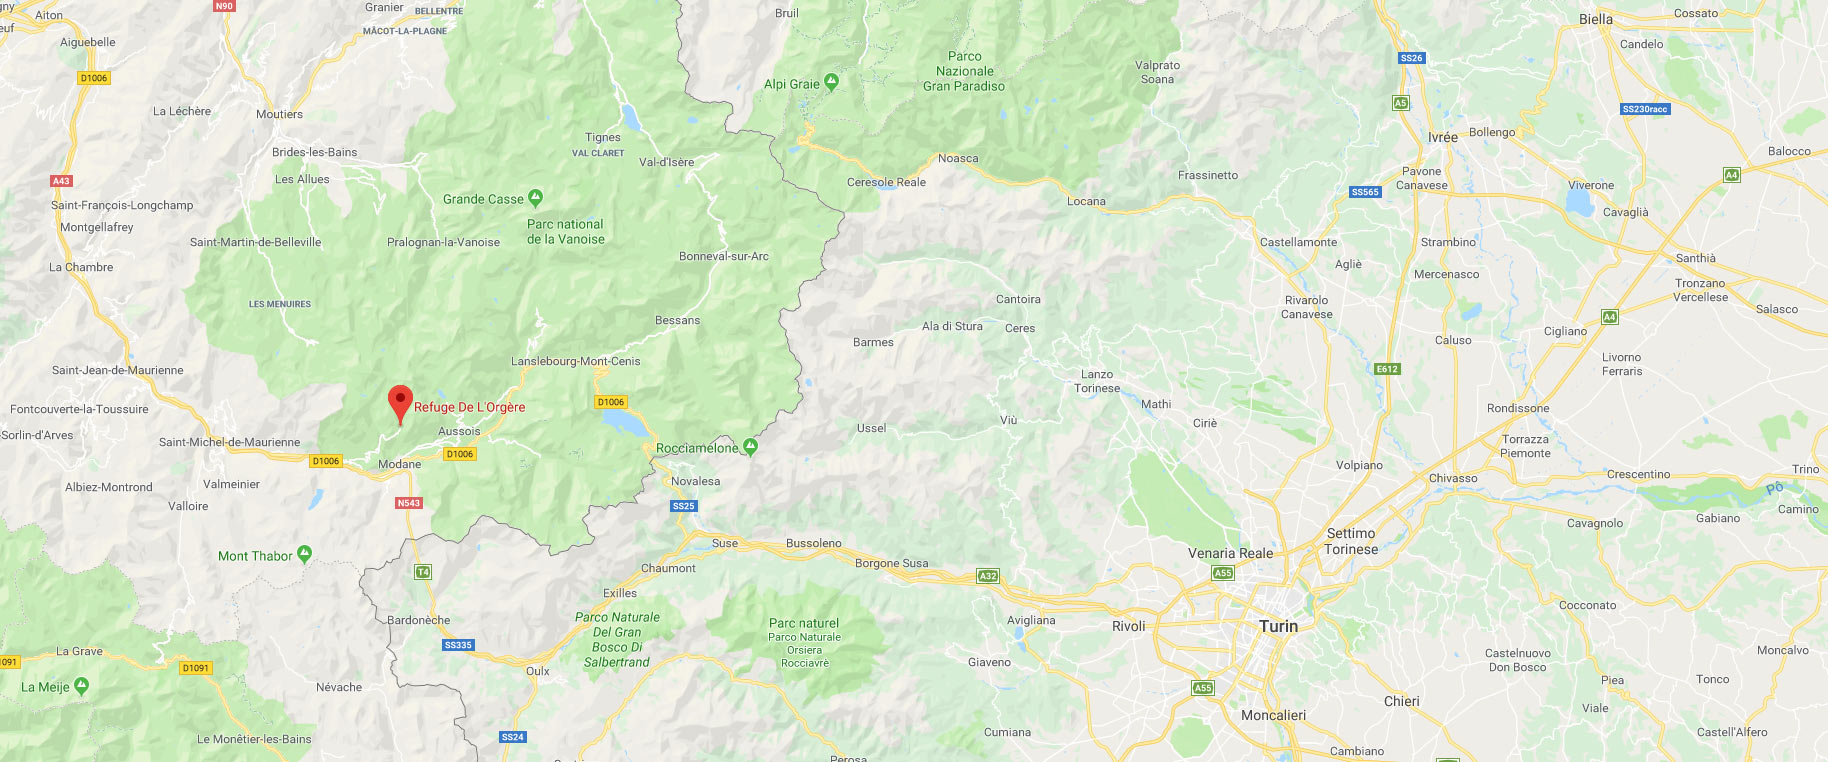 N90
Granier
BELLENTRE
Bruil
Biella
Cossato
Aiton
MÂCOT-LA-PLAGNE
Aiguebelle
Candelo
D1006
Alpi Graie
Parco
Nazionale
Gran Paradiso
Valprato
Soana
SS26
A5
SS230racc
La Léchère
Moutiers
Tignes
VAL CLARET
Ivrée
Bollengo
Brides-les-Bains
Val-d'Isère
Noasca
Balocco
A43
Les Allues
Ceresole Reale
Frassinetto
Pavone
Canavese
A4
SS565
Viverone
Saint-François-Longchamp
Grande Casse
Locana
Cavaglià
Montgellafrey
Parc national
de la Vanoise
Saint-Martin-de-Belleville
Pralognan-la-Vanoise
Castellamonte
Strambino
La Chambre
Bonneval-sur-Arc
Agliè
Mercenasco
Santhià
LES MENUIRES
Cantoira
Rivarolo
Canavese
Tronzano
Vercellese
Bessans
Ala di Stura
Ceres
A4
Salasco
Barmes
Caluso
Cigliano
Saint-Jean-de-Maurienne
Lanslebourg-Mont-Cenis
Lanzo
Torinese
E612
Livorno
Ferraris
Fontcouverte-la-Toussuire
Refuge De L'Orgère
D1006
Mathi
Rondissone
-Sorlin-d'Arves
Saint-Michel-de-Maurienne
Aussois
Ussel
Viù
Ciriè
Torrazza
Piemonte
D1006
Modane
D1006
Rocciamelone
Volpiano
Albiez-Montrond
Valmeinier
Novalesa
Chivasso
Crescentino
Trino
Valloire
N543
SS25
Pô
Camino
Gabiano
Cavagnolo
Mont Thabor
T4
Suse
Bussoleno
Venaria Reale
Settimo
Torinese
Chaumont
Borgone Susa
A32
A55
Exilles
Bardonèche
Parco Naturale
Del Gran
Bosco Di
Salbertrand
Parc naturel
Parco Naturale
Orsiera
Rocciavrè
Avigliana
Rivoli
Turin
Cocconato
SS335
La Grave
D1091
Oulx
Giaveno
Castelnuovo
Don Bosco
Moncalvo
La Meije
Névache
A55
Piea
Tonco
Chieri
Viale
Moncalieri
Le Monêtier-les-Bains
SS24
Cumiana
Cambiano
Castell'Alfero
Perosa